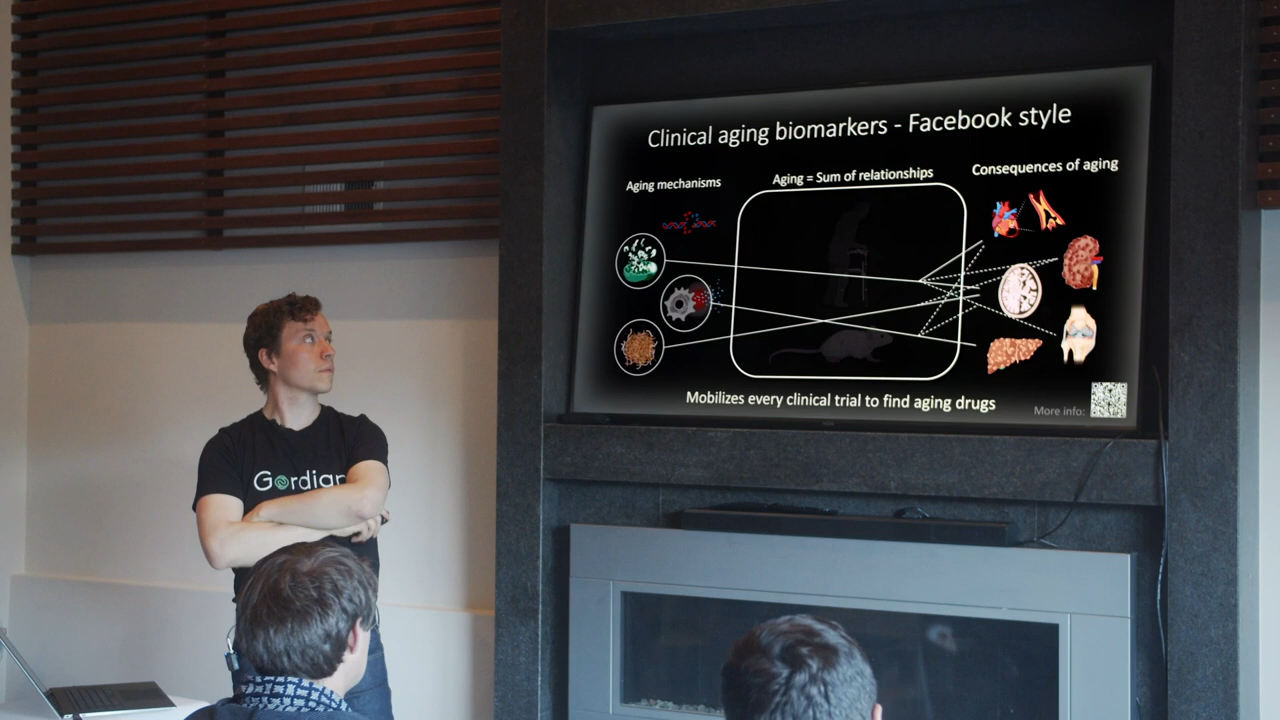 Clinical aging biomarkers - Facebook style
Aging mechanisms
Aging = Sum of relationships
Consequences of aging
Mobilizes every clinical trial to find aging drugs
More info:
Gordian